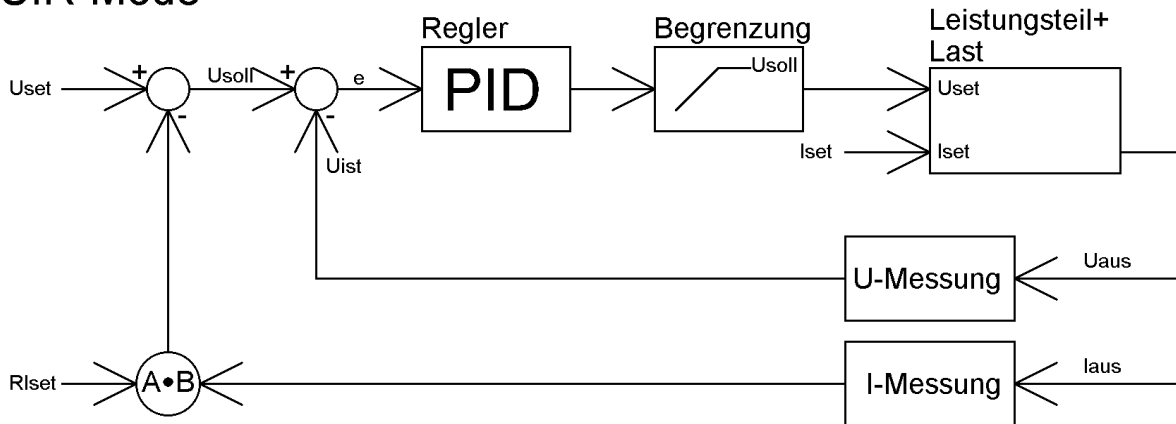 Regler
Begrenzung
Leistungsteil+
Last
Uset
+
-
Usoll
+
-
e
PID
Usoll
Uset
Iset
Iset
Uist
U-Messung
Uaus
RIset
A•B
I-Messung
Iaus